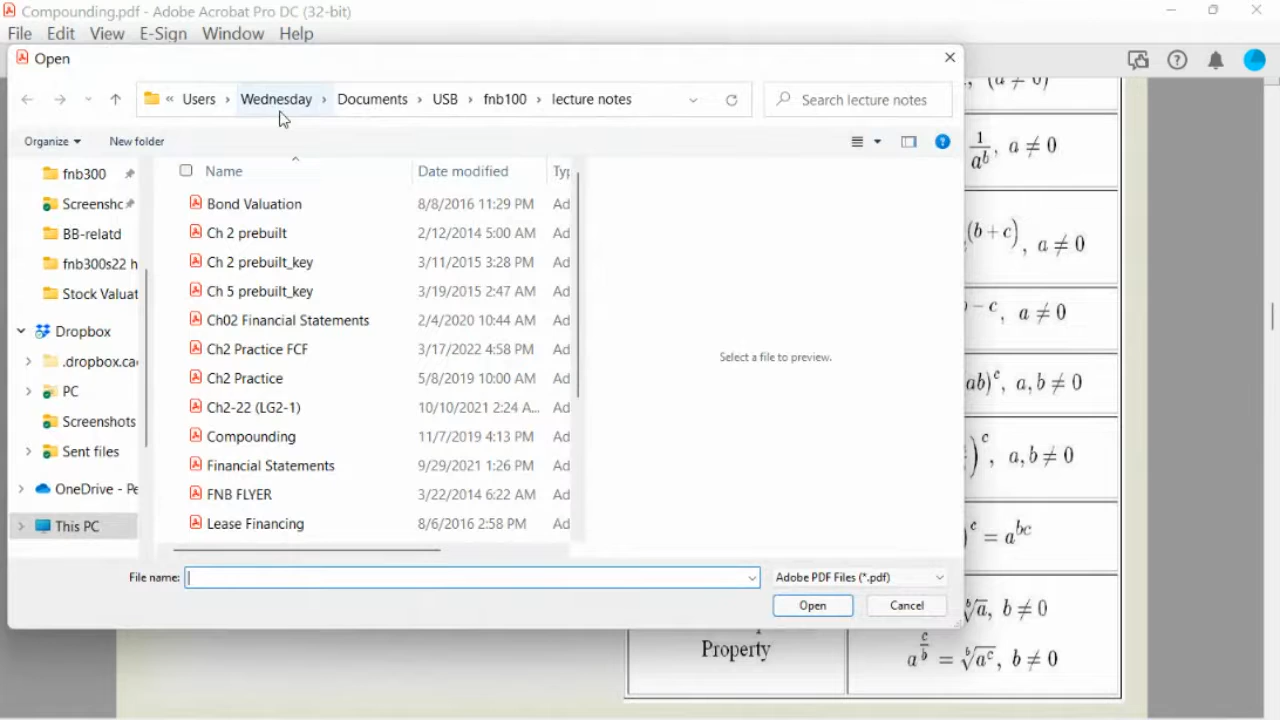 Compounding.pdf - Adobe Acrobat Pro DC (32-bit)
File Edit View E-Sign Window Help
Open
« Users › Wednesday › Documents › USB › fnb100 › lecture notes
Search lecture notes
Organize New folder
Name Date modified Typ
fnb300
Screensho
BB-relatd
fnb300s22 h
Stock Valuat
Dropbox
.dropbox.ca
PC
Screenshots
Sent files
OneDrive - Pe
This PC
Bond Valuation 8/8/2016 11:29 PM Ad
Ch 2 prebuilt 2/12/2014 5:00 AM Ad
Ch 2 prebuilt_key 3/11/2015 3:28 PM Ad
Ch 5 prebuilt_key 3/19/2015 2:47 AM Ad
Ch02 Financial Statements 2/4/2020 10:44 AM Ad
Ch2 Practice FCF 3/17/2022 4:58 PM Ad
Ch2 Practice 5/8/2019 10:00 AM Ad
Ch2-22 (LG2-1) 10/10/2021 2:24 A... Ad
Compounding 11/7/2019 4:13 PM Ad
Financial Statements 9/29/2021 1:26 PM Ad
FNB FLYER 3/22/2014 6:22 AM Ad
Lease Financing 8/6/2016 2:58 PM Ad
Select a file to preview.
File name: Adobe PDF Files (*.pdf)
Open Cancel
1/a^b, a ≠ 0
(b + c), a ≠ 0
– c, a ≠ 0
ab)^c, a, b ≠ 0
)^c, a, b ≠ 0
)^c = a^bc
ᵇ√a, b ≠ 0
Property
a^(c/b) = ᵇ√a^c, b ≠ 0